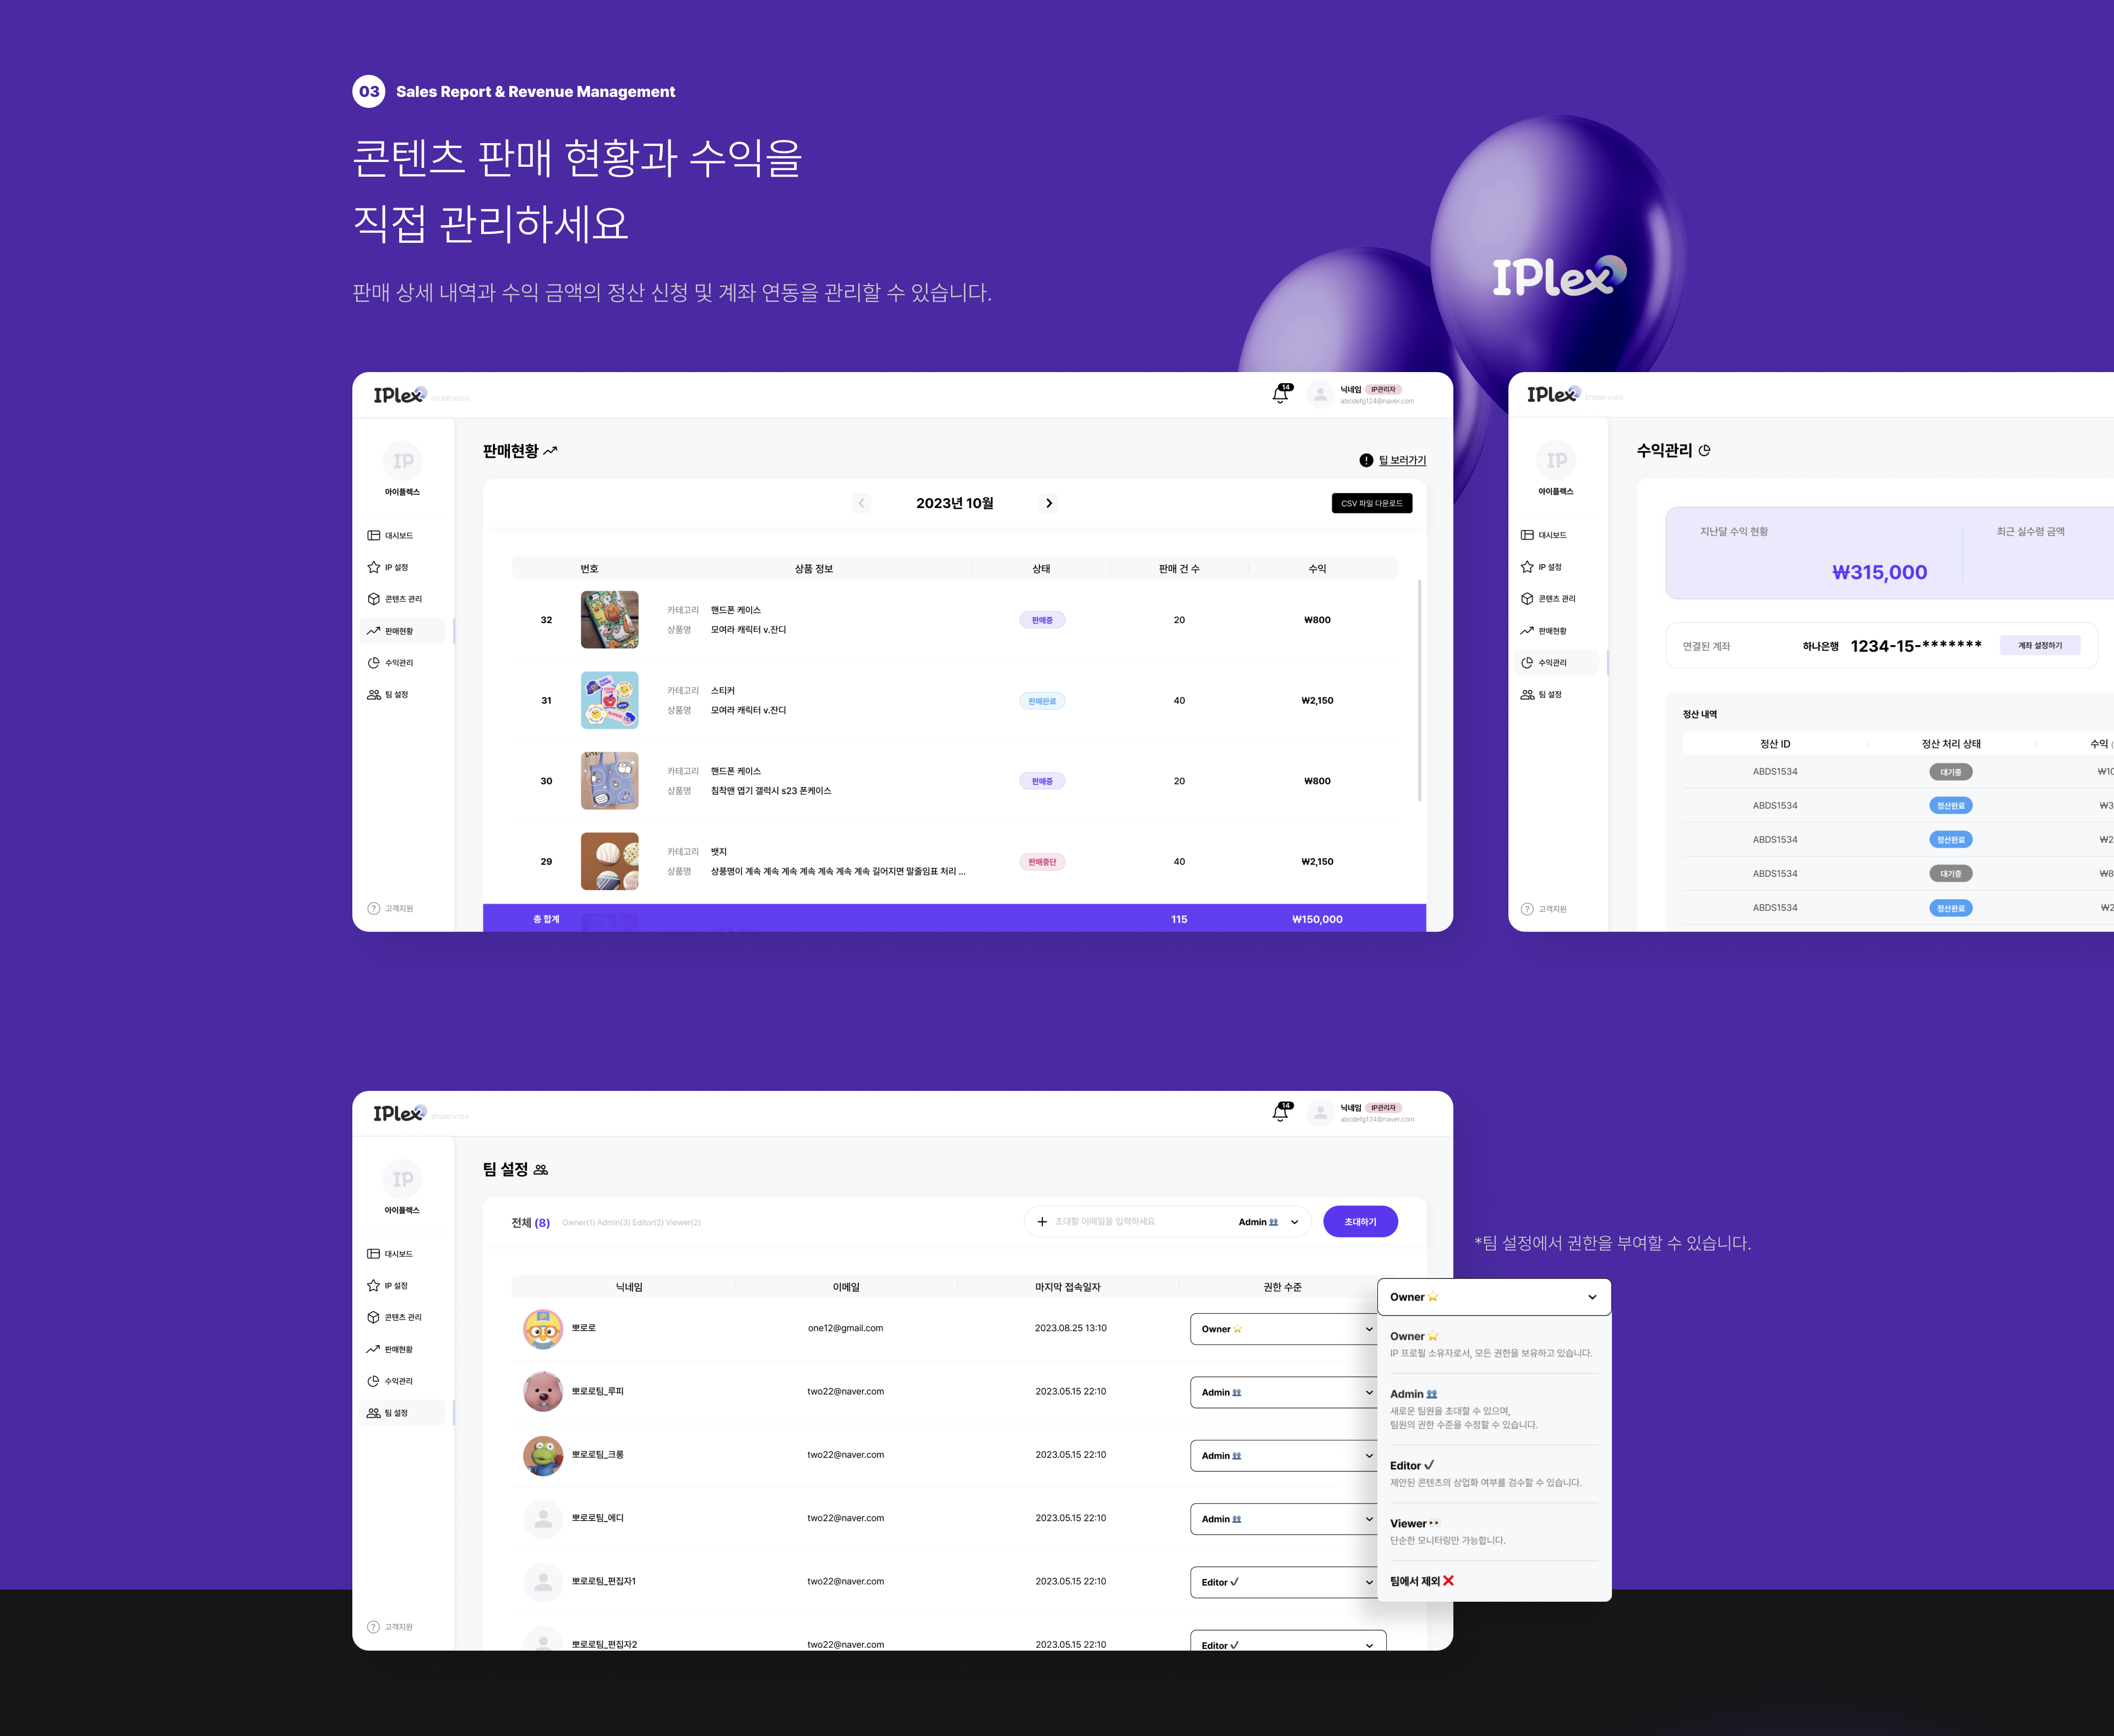 03 Sales Report & Revenue Management
콘텐츠 판매 현황과 수익을
직접 관리하세요
판매 상세 내역과 수익 금액의 정산 신청 및 계좌 연동을 관리할 수 있습니다.
IPlex
IPlex STUDIO V.1.0.0
14
닉네임 IP관리자
abcdefg124@naver.com
IP
아이플렉스
대시보드
IP 설정
콘텐츠 관리
판매현황
수익관리
팀 설정
고객지원
판매현황
팁 보러가기
2023년 10월
CSV 파일 다운로드
번호 상품 정보 상태 판매 건 수 수익
32 카테고리 핸드폰 케이스 판매중 20 ₩800
상품명 모여라 캐릭터 v.잔디
31 카테고리 스티커 판매완료 40 ₩2,150
상품명 모여라 캐릭터 v.잔디
30 카테고리 핸드폰 케이스 판매중 20 ₩800
상품명 침착맨 엽기 갤럭시 s23 폰케이스
29 카테고리 뱃지 판매중단 40 ₩2,150
상품명 상풍명이 계속 계속 계속 계속 계속 계속 계속 길어지면 말줄임표 처리 ...
총 합계 115 ₩150,000
IPlex STUDIO V.1.0.0
IP
아이플렉스
대시보드
IP 설정
콘텐츠 관리
판매현황
수익관리
팀 설정
고객지원
수익관리
지난달 수익 현황 최근 실수령 금액
₩315,000
연결된 계좌 하나은행 1234-15-******* 계좌 설정하기
정산 내역
정산 ID 정산 처리 상태 수익
ABDS1534 대기중 ₩10
ABDS1534 정산완료 ₩3
ABDS1534 정산완료 ₩2
ABDS1534 대기중 ₩8
ABDS1534 정산완료 ₩2
IPlex STUDIO V.1.0.0
14
닉네임 IP관리자
abcdefg124@naver.com
IP
아이플렉스
대시보드
IP 설정
콘텐츠 관리
판매현황
수익관리
팀 설정
고객지원
팀 설정
전체 (8) Owner(1) Admin(3) Editor(2) Viewer(2)
초대할 이메일을 입력하세요 Admin 초대하기
닉네임 이메일 마지막 접속일자 권한 수준
뽀로로 one12@gmail.com 2023.08.25 13:10 Owner
뽀로로팀_루피 two22@naver.com 2023.05.15 22:10 Admin
뽀로로팀_크롱 two22@naver.com 2023.05.15 22:10 Admin
뽀로로팀_에디 two22@naver.com 2023.05.15 22:10 Admin
뽀로로팀_편집자1 two22@naver.com 2023.05.15 22:10 Editor
뽀로로팀_편집자2 two22@naver.com 2023.05.15 22:10 Editor
*팀 설정에서 권한을 부여할 수 있습니다.
Owner
Owner
IP 프로필 소유자로서, 모든 권한을 보유하고 있습니다.
Admin
새로운 팀원을 초대할 수 있으며,
팀원의 권한 수준을 수정할 수 있습니다.
Editor
제안된 콘텐츠의 상업화 여부를 검수할 수 있습니다.
Viewer
단순한 모니터링만 가능합니다.
팀에서 제외